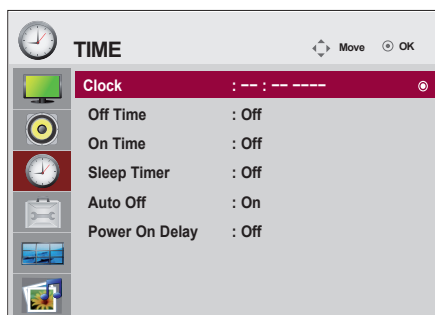 TIME Move OK
Clock : -- : -- ----
Off Time : Off
On Time : Off
Sleep Timer : Off
Auto Off : On
Power On Delay : Off